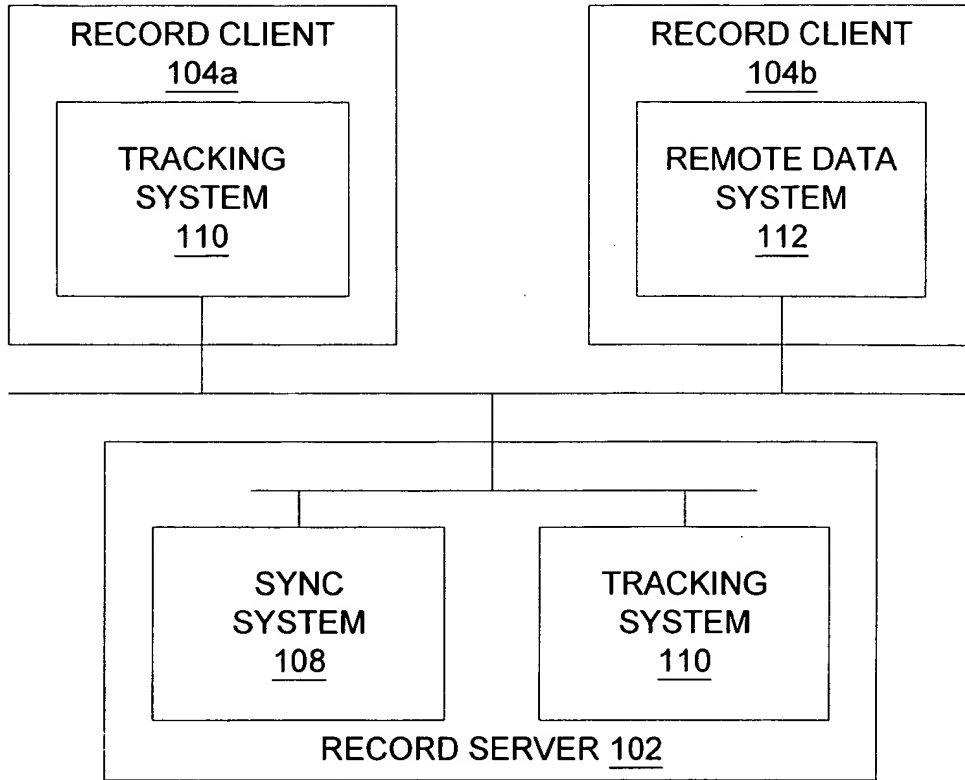 RECORD CLIENT
104a
TRACKING
SYSTEM
110
RECORD CLIENT
104b
REMOTE DATA
SYSTEM
112
SYNC
SYSTEM
108
TRACKING
SYSTEM
110
RECORD SERVER 102